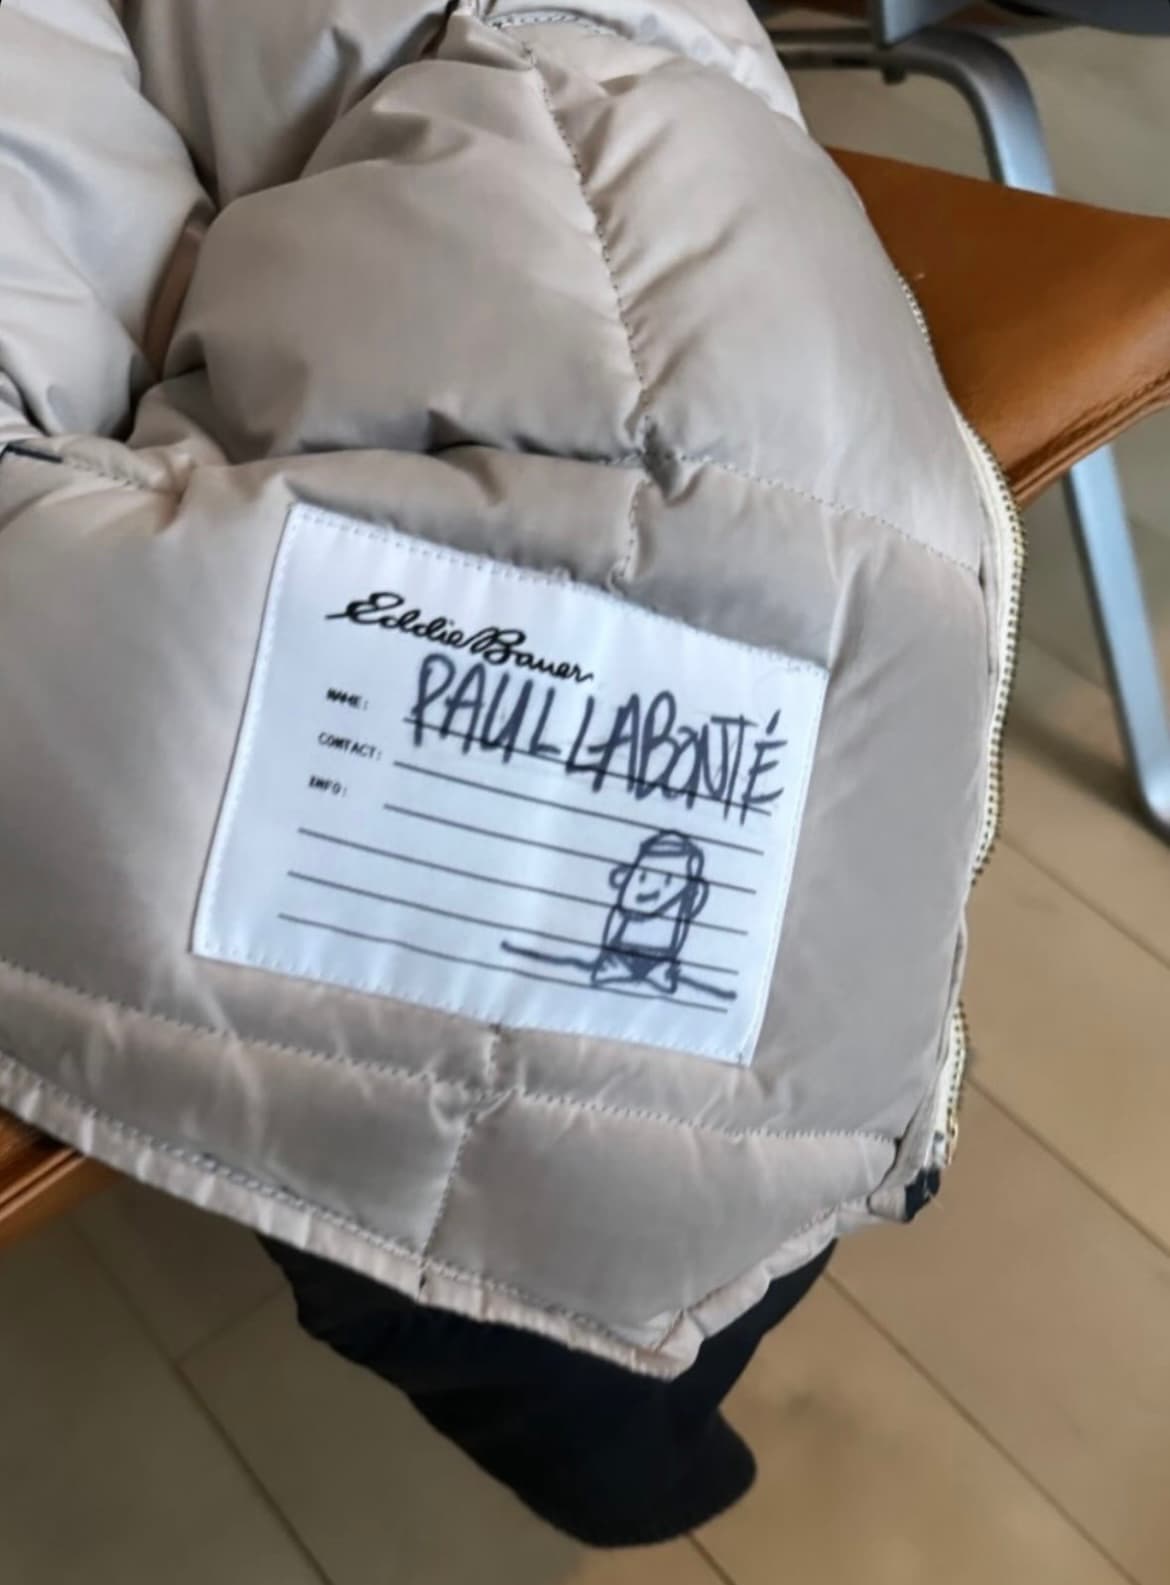 Eddie Bauer
NAME: PAUL LABONTÉ
CONTACT:
INFO: